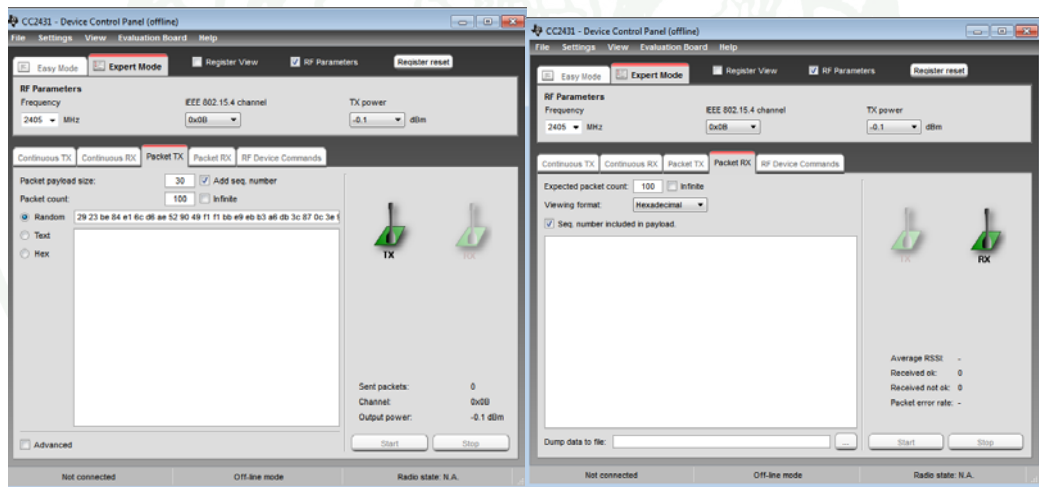 CC2431 - Device Control Panel (offline)
File Settings View Evaluation Board Help
Easy Mode Expert Mode Register View RF Parameters Register reset
RF Parameters
Frequency IEEE 802.15.4 channel TX power
2405 MHz 0x0B -0.1 dBm
Continuous TX Continuous RX Packet TX Packet RX RF Device Commands
Packet payload size: 30 Add seq. number
Packet count: 100 Infinite
Random 29 23 be 84 e1 6c d6 ae 52 90 49 f1 f1 bb e9 eb b3 a6 db 3c 87 0c 3e
Text
Hex
TX RX
Sent packets: 0
Channel: 0x0B
Output power: -0.1 dBm
Advanced Start Stop
Not connected Off-line mode Radio state: N.A.
CC2431 - Device Control Panel (offline)
File Settings View Evaluation Board Help
Easy Mode Expert Mode Register View RF Parameters Register reset
RF Parameters
Frequency IEEE 802.15.4 channel TX power
2405 MHz 0x0B -0.1 dBm
Continuous TX Continuous RX Packet TX Packet RX RF Device Commands
Expected packet count: 100 Infinite
Viewing format: Hexadecimal
Seq. number included in payload.
TX RX
Average RSSI: -
Received ok: 0
Received not ok: 0
Packet error rate: -
Dump data to file: ... Start Stop
Not connected Off-line mode Radio state: N.A.